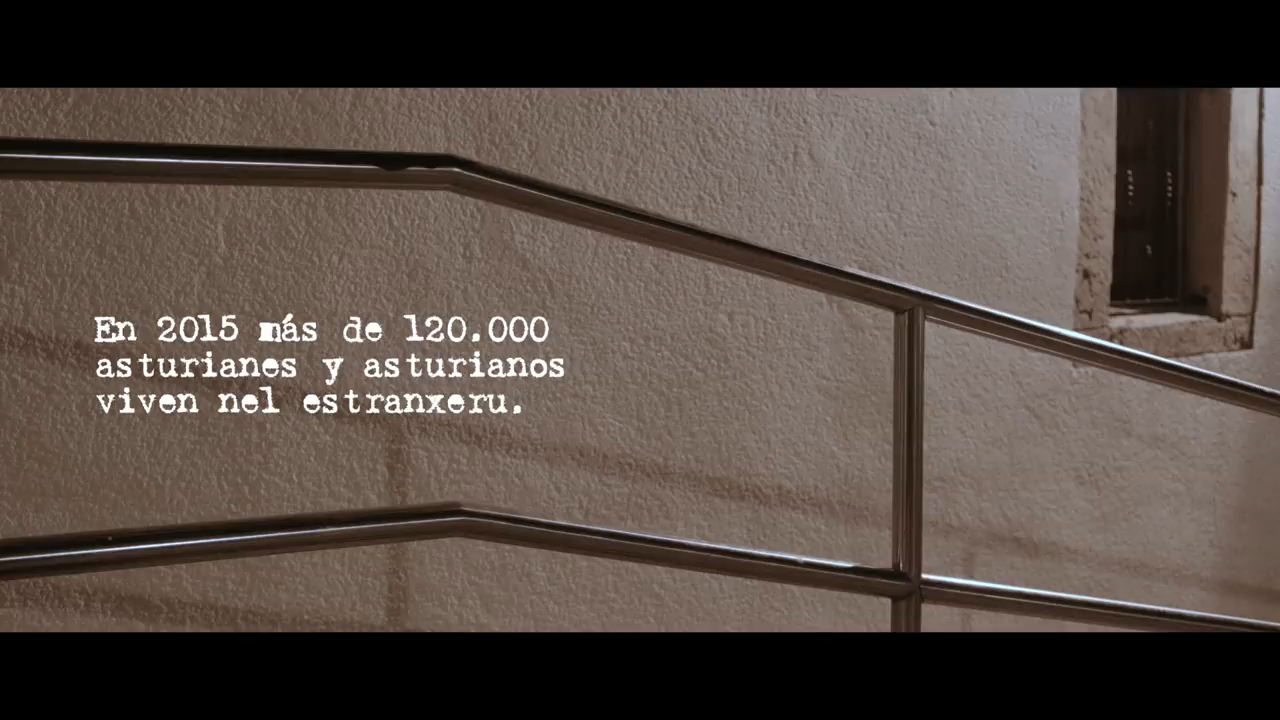 En 2015 más de 120.000
asturianes y asturianos
viven nel estranxeru.